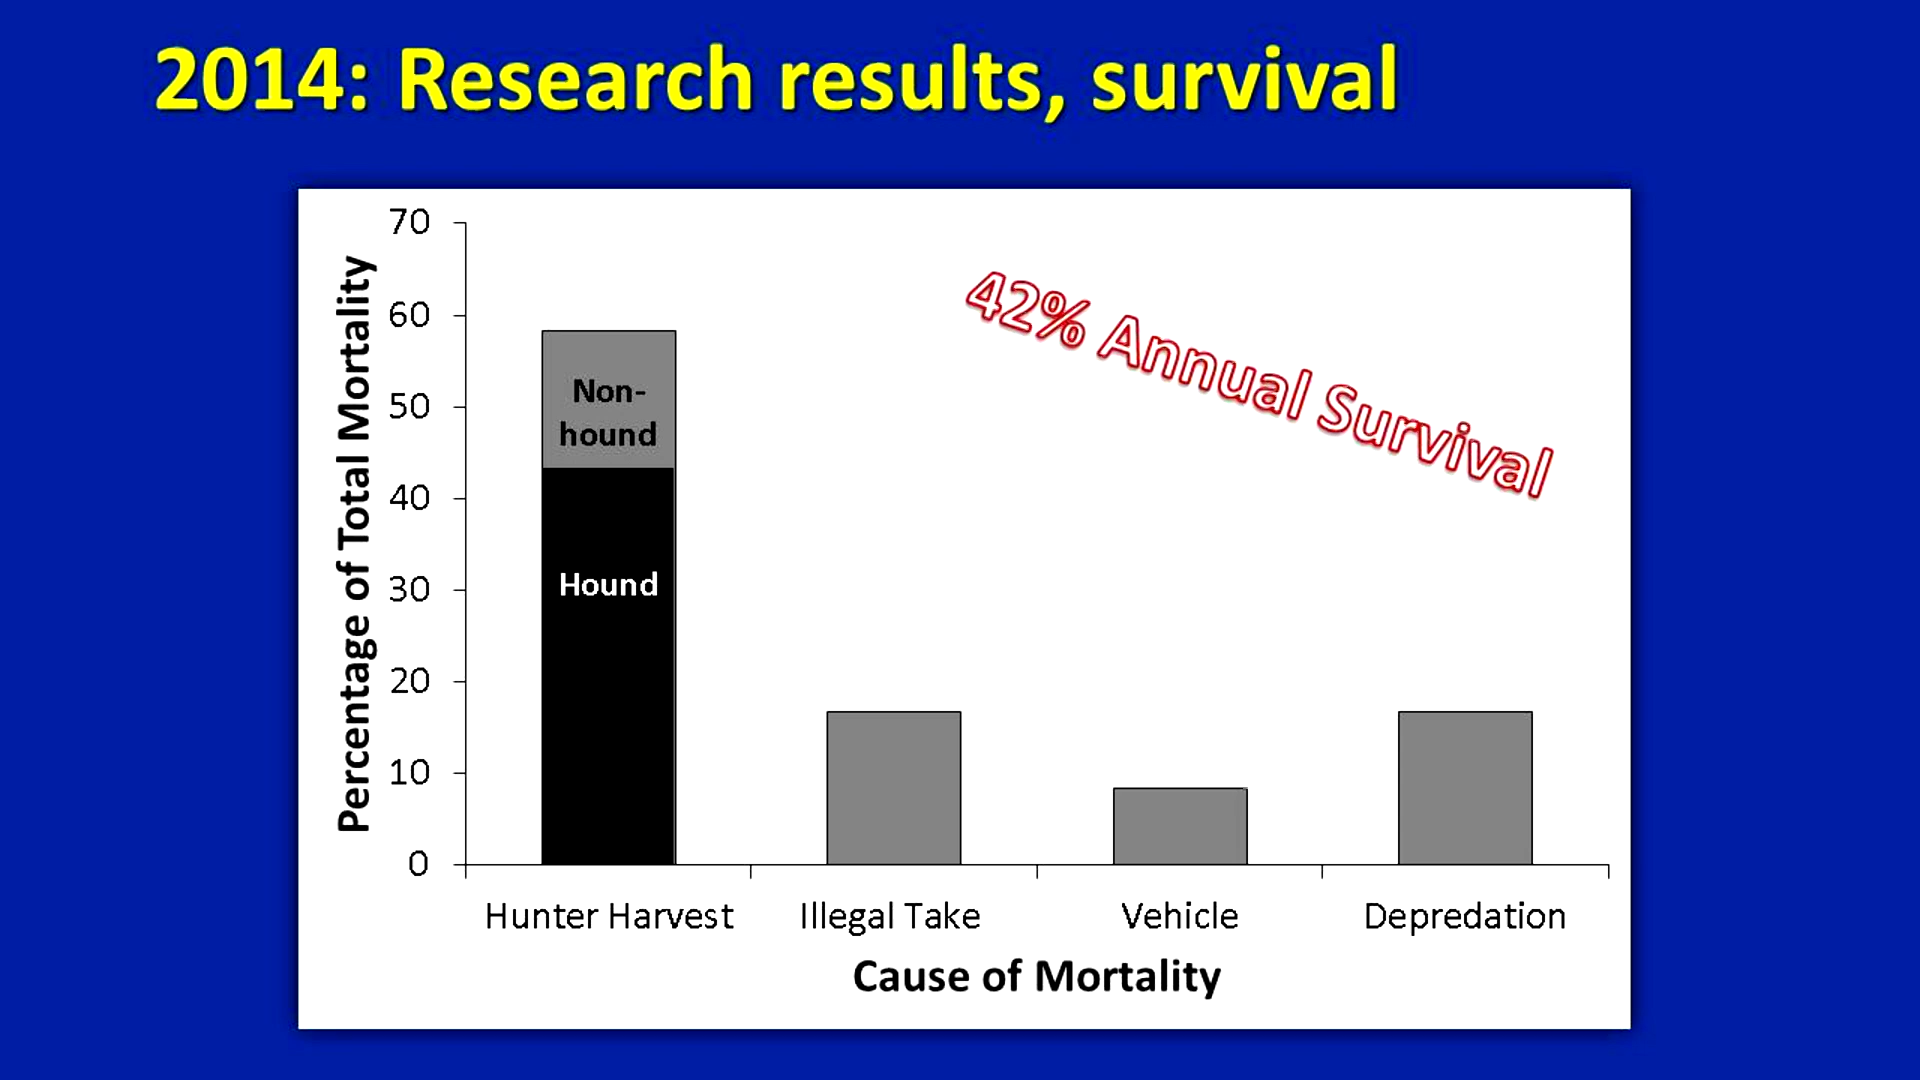 2014: Research results, survival
Percentage of Total Mortality
70
60
50
40
30
20
10
0
42% Annual Survival
Non-
hound
Hound
Hunter Harvest
Illegal Take
Vehicle
Depredation
Cause of Mortality